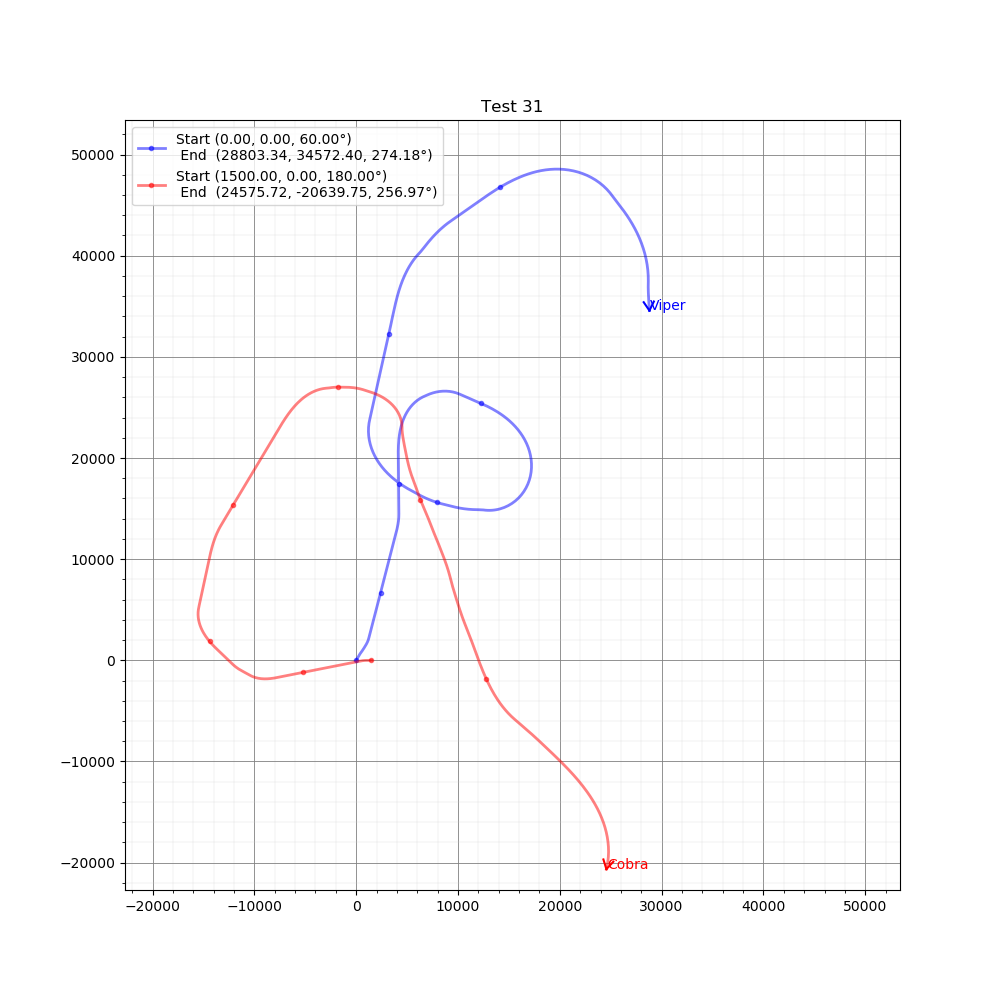 Test 31
Start (0.00, 0.00, 60.00°)
End (28803.34, 34572.40, 274.18°)
Start (1500.00, 0.00, 180.00°)
End (24575.72, -20639.75, 256.97°)
50000
40000
30000
20000
10000
0
−10000
−20000
Viper
Cobra
−20000 −10000 0 10000 20000 30000 40000 50000